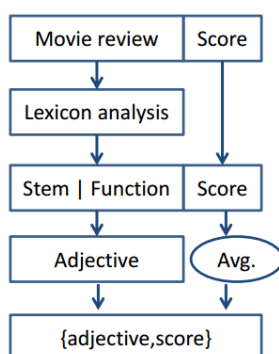 Movie review Score
Lexicon analysis
Stem | Function Score
Adjective Avg.
{adjective,score}